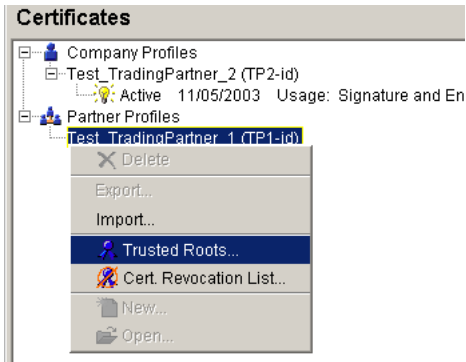 Certificates
Company Profiles
Test_TradingPartner_2 (TP2-id)
Active 11/05/2003 Usage: Signature and En
Partner Profiles
Test_TradingPartner_1 (TP1-id)
Delete
Export...
Import...
Trusted Roots...
Cert. Revocation List...
New...
Open...